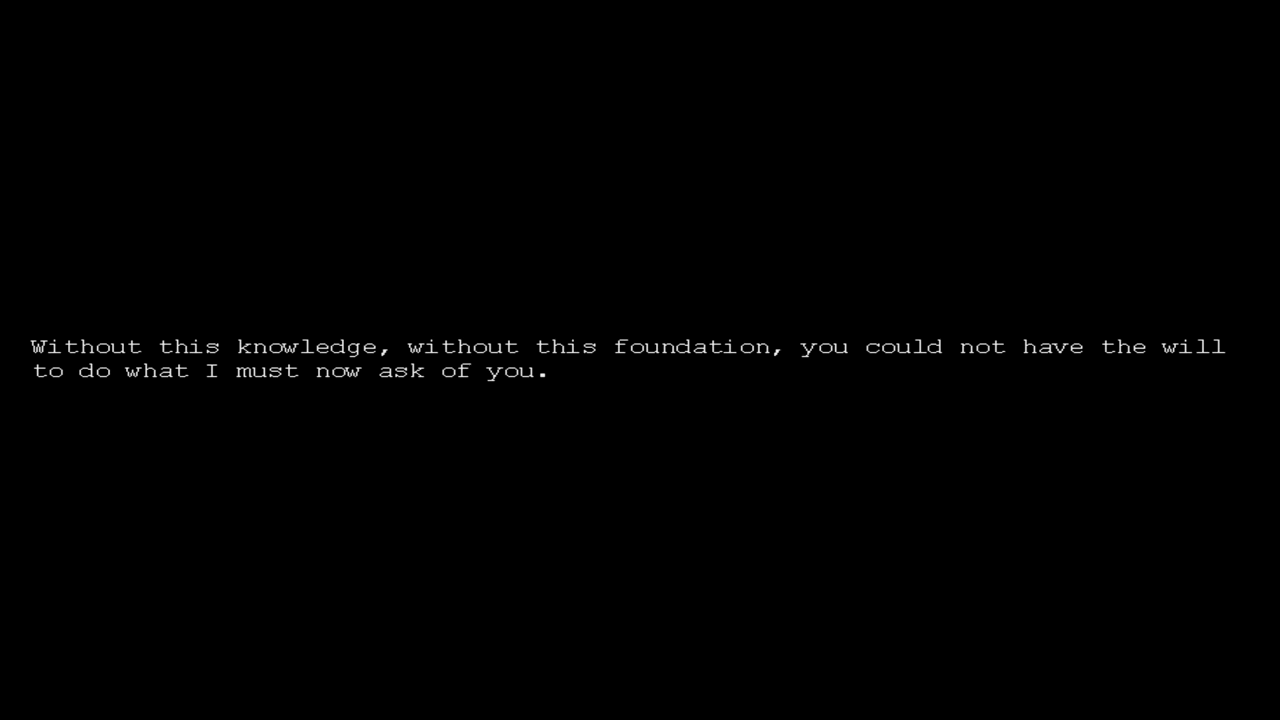 Without this knowledge, without this foundation, you could not have the will
to do what I must now ask of you.